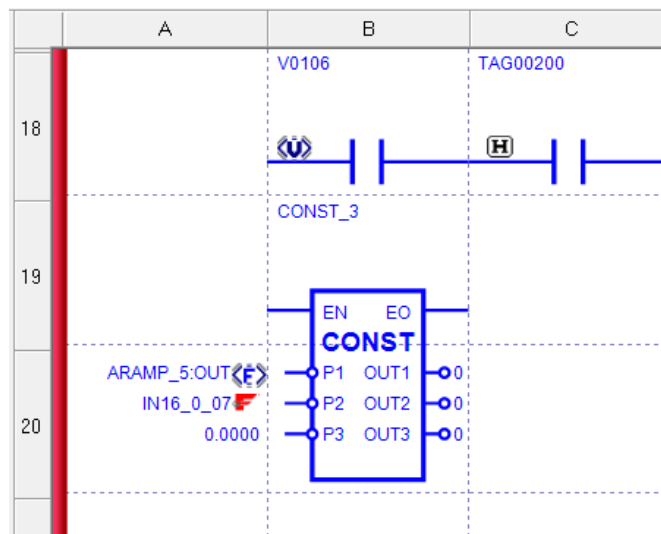 A B C
V0106 TAG00200
18
U H
CONST_3
19
EN EO
CONST
ARAMP_5:OUT F P1 OUT1 0
IN16_0_07 F P2 OUT2 0
20
0.0000 P3 OUT3 0